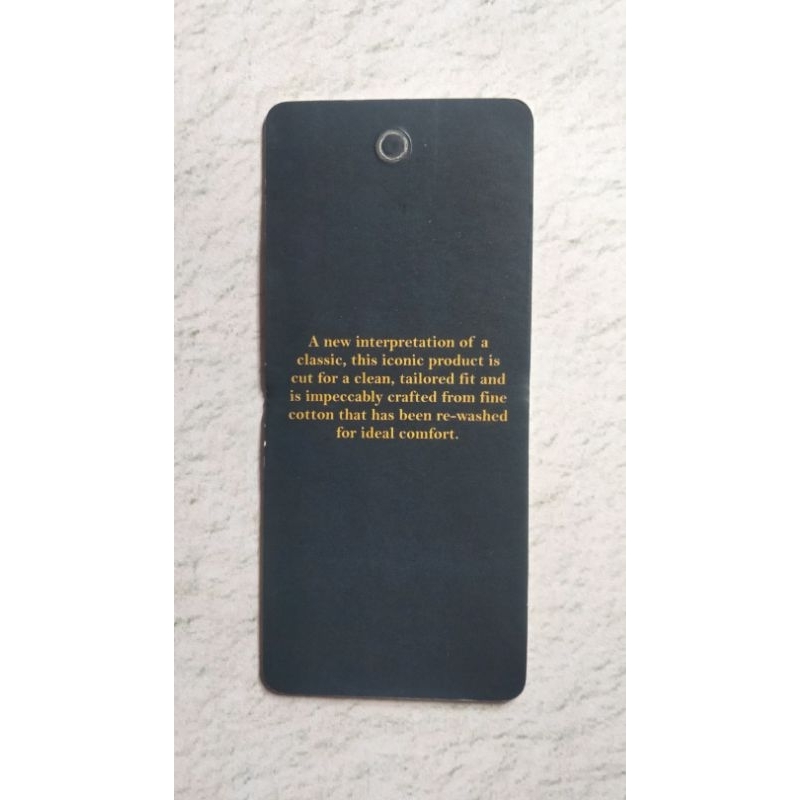 A new interpretation of a
classic, this iconic product is
cut for a clean, tailored fit and
is impeccably crafted from fine
cotton that has been re-washed
for ideal comfort.